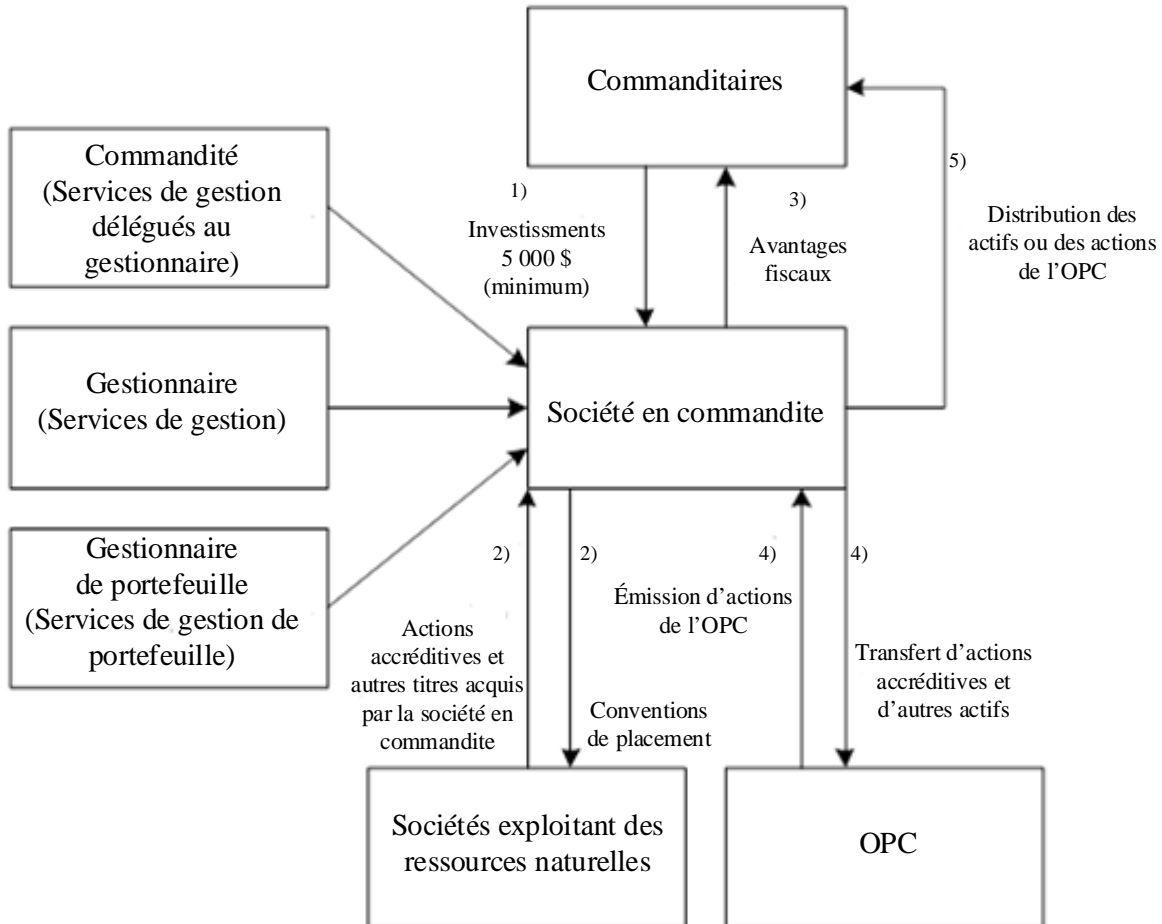 Commanditaires
Commandité
(Services de gestion
délégués au
gestionnaire)
1)
Investissments
5 000 $
(minimum)
3)
Avantages
fiscaux
5)
Distribution des
actifs ou des actions
de l’OPC
Gestionnaire
(Services de gestion)
Société en commandite
Gestionnaire
de portefeuille
(Services de gestion de
portefeuille)
2)
Actions
accréditives et
autres titres acquis
par la société en
commandite
2)
Conventions
de placement
4)
Émission d’actions
de l’OPC
4)
Transfert d’actions
accréditives et
d’autres actifs
Sociétés exploitant des
ressources naturelles
OPC